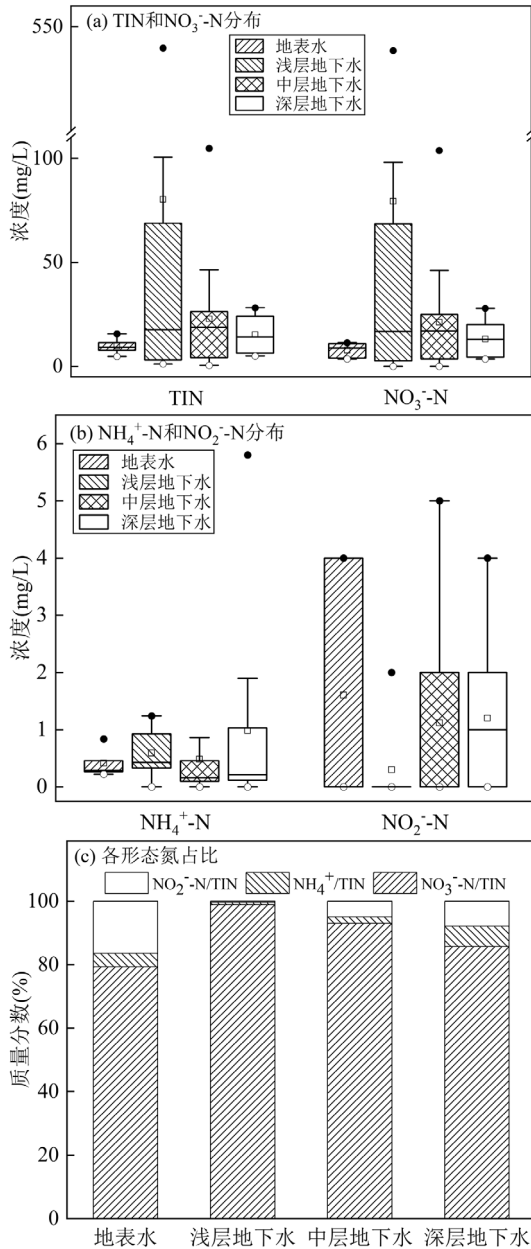 (a) TIN和NO₃⁻-N分布
地表水
浅层地下水
中层地下水
深层地下水
550
100
50
0
浓度(mg/L)
TIN NO₃⁻-N
(b) NH₄⁺-N和NO₂⁻-N分布
地表水
浅层地下水
中层地下水
深层地下水
6
5
4
3
2
1
0
浓度(mg/L)
NH₄⁺-N NO₂⁻-N
(c) 各形态氮占比
NO₂⁻-N/TIN NH₄⁺/TIN NO₃⁻-N/TIN
100
80
60
40
20
0
质量分数(%)
地表水 浅层地下水 中层地下水 深层地下水